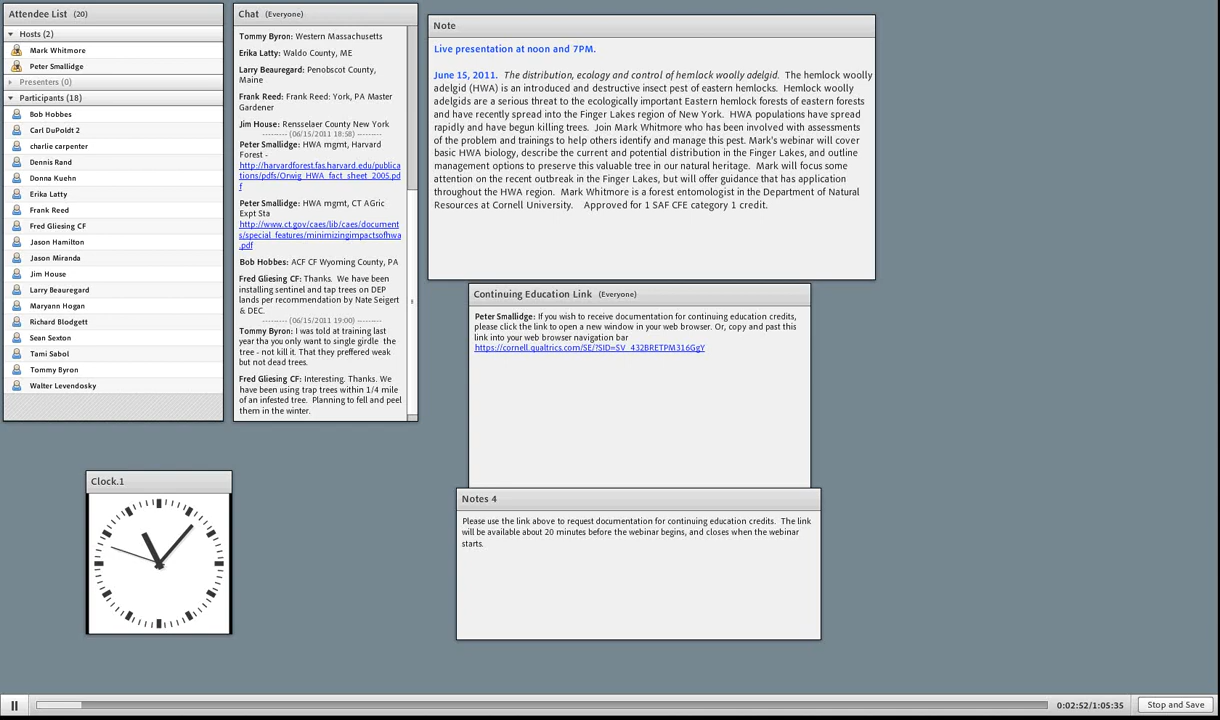 Attendee List (20)
Hosts (2)
Mark Whitmore
Peter Smallidge
Presenters (0)
Participants (18)
Bob Hobbes
Carl DuPoldt 2
charlie carpenter
Dennis Rand
Donna Kuehn
Erika Latty
Frank Reed
Fred Gliesing CF
Jason Hamilton
Jason Miranda
Jim House
Larry Beauregard
Maryann Hogan
Richard Blodgett
Sean Sexton
Tami Sabol
Tommy Byron
Walter Levendosky
Chat (Everyone)
Tommy Byron: Western Massachusetts
Erika Latty: Waldo County, ME
Larry Beauregard: Penobscot County,
Maine
Frank Reed: Frank Reed: York, PA Master
Gardener
Jim House: Rensselaer County New York
--------- (06/15/2011 18:58) ---------
Peter Smallidge: HWA mgmt, Harvard
Forest -
http://harvardforest.fas.harvard.edu/publica
tions/pdfs/Orwig_HWA_fact_sheet_2005.pd
f
Peter Smallidge: HWA mgmt, CT AGric
Expt Sta
http://www.ct.gov/caes/lib/caes/document
s/special_features/minimizingimpactsofhwa
.pdf
Bob Hobbes: ACF CF Wyoming County, PA
Fred Gliesing CF: Thanks. We have been
installing sentinel and tap trees on DEP
lands per recommendation by Nate Seigert
& DEC.
--------- (06/15/2011 19:00) ---------
Tommy Byron: I was told at training last
year tha you only want to single girdle the
tree - not kill it. That they preffered weak
but not dead trees.
Fred Gliesing CF: Interesting. Thanks. We
have been using trap trees within 1/4 mile
of an infested tree. Planning to fell and peel
them in the winter.
Note
Live presentation at noon and 7PM.
June 15, 2011. The distribution, ecology and control of hemlock woolly adelgid. The hemlock woolly
adelgid (HWA) is an introduced and destructive insect pest of eastern hemlocks. Hemlock woolly
adelgids are a serious threat to the ecologically important Eastern hemlock forests of eastern forests
and have recently spread into the Finger Lakes region of New York. HWA populations have spread
rapidly and have begun killing trees. Join Mark Whitmore who has been involved with assessments
of the problem and trainings to help others identify and manage this pest. Mark's webinar will cover
basic HWA biology, describe the current and potential distribution in the Finger Lakes, and outline
management options to preserve this valuable tree in our natural heritage. Mark will focus some
attention on the recent outbreak in the Finger Lakes, but will offer guidance that has application
throughout the HWA region. Mark Whitmore is a forest entomologist in the Department of Natural
Resources at Cornell University. Approved for 1 SAF CFE category 1 credit.
Continuing Education Link (Everyone)
Peter Smallidge: If you wish to receive documentation for continuing education credits,
please click the link to open a new window in your web browser. Or, copy and past this
link into your web browser navigation bar
https://cornell.qualtrics.com/SE/?SID=SV_432BRETPM316GgY
Notes 4
Please use the link above to request documentation for continuing education credits. The link
will be available about 20 minutes before the webinar begins, and closes when the webinar
starts.
Clock.1
0:02:52/1:05:35
Stop and Save